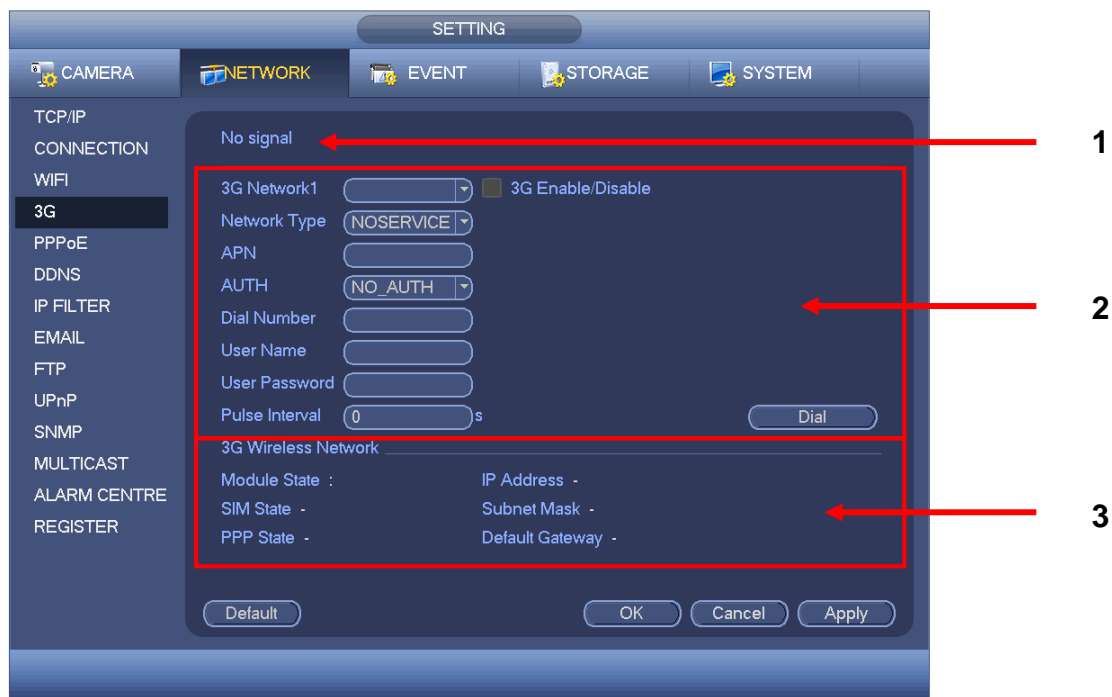 SETTING
CAMERA NETWORK EVENT STORAGE SYSTEM
TCP/IP
CONNECTION
WIFI
3G
PPPoE
DDNS
IP FILTER
EMAIL
FTP
UPnP
SNMP
MULTICAST
ALARM CENTRE
REGISTER
No signal
3G Network1 3G Enable/Disable
Network Type NOSERVICE
APN
AUTH NO_AUTH
Dial Number
User Name
User Password
Pulse Interval 0 s Dial
3G Wireless Network
Module State : IP Address -
SIM State - Subnet Mask -
PPP State - Default Gateway -
Default OK Cancel Apply
1
2
3